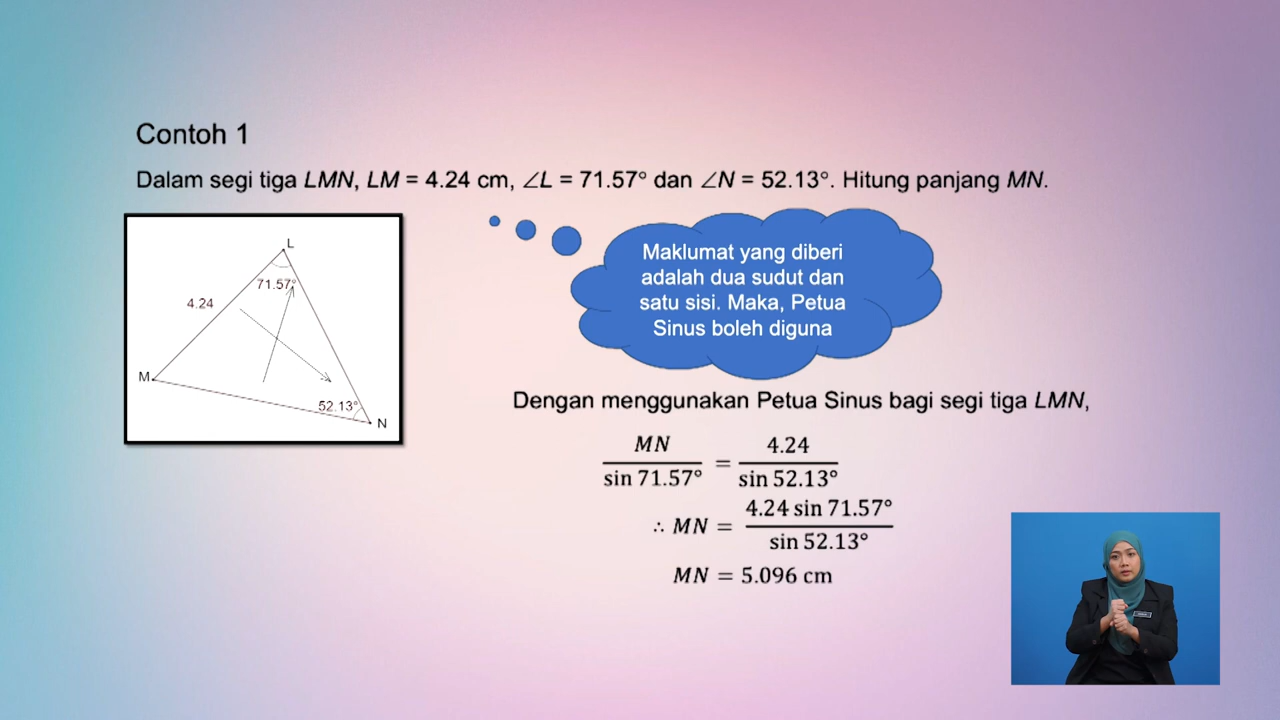 Contoh 1
Dalam segi tiga LMN, LM = 4.24 cm, ∠L = 71.57° dan ∠N = 52.13°. Hitung panjang MN.
L
71.57°
4.24
M
52.13°
N
Maklumat yang diberi
adalah dua sudut dan
satu sisi. Maka, Petua
Sinus boleh diguna
Dengan menggunakan Petua Sinus bagi segi tiga LMN,
MN / sin 71.57° = 4.24 / sin 52.13°
∴ MN = 4.24 sin 71.57° / sin 52.13°
MN = 5.096 cm